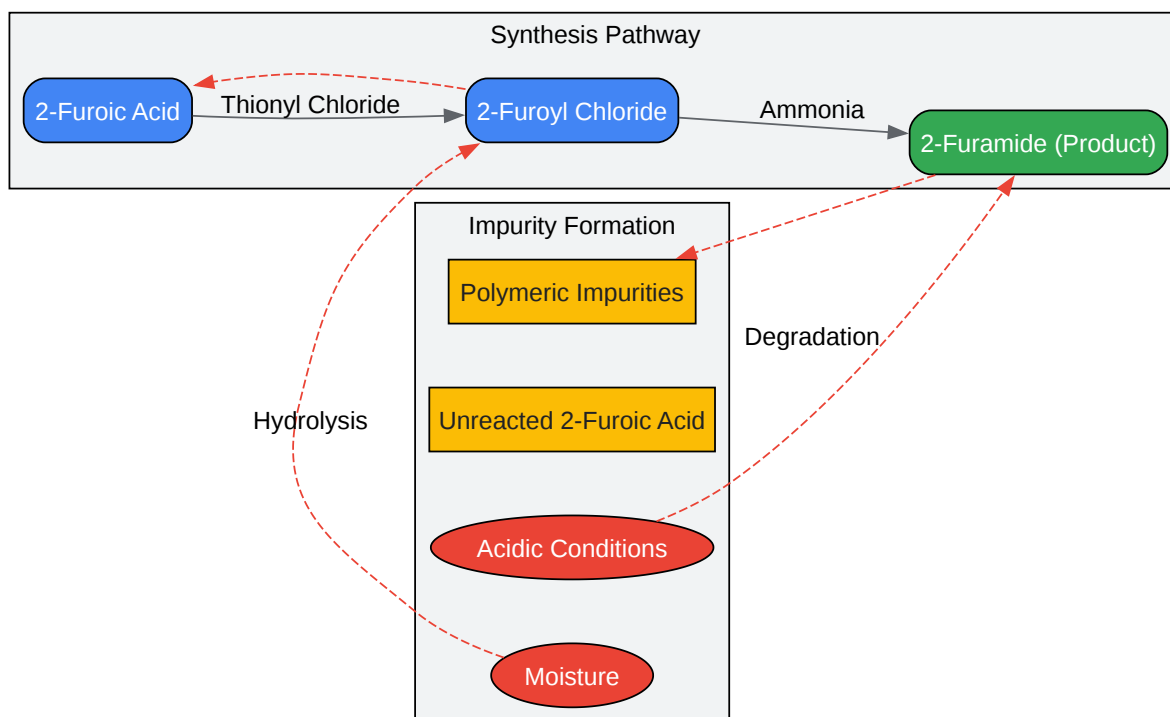 Synthesis Pathway
2-Furoic Acid
Thionyl Chloride
2-Furoyl Chloride
Ammonia
2-Furamide (Product)
Impurity Formation
Polymeric Impurities
Degradation
Unreacted 2-Furoic Acid
Hydrolysis
Acidic Conditions
Moisture